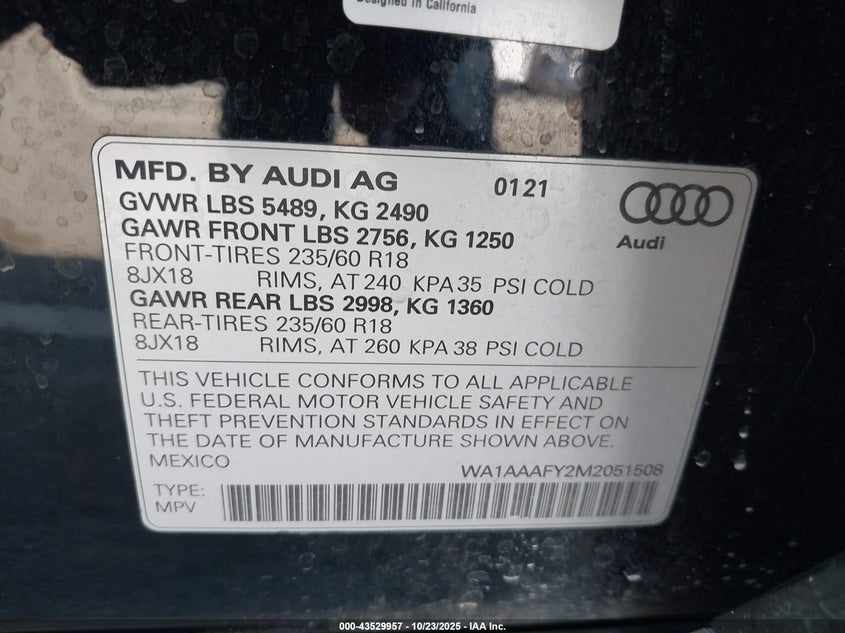 Designed in California
MFD. BY AUDI AG 0121
GVWR LBS 5489, KG 2490
GAWR FRONT LBS 2756, KG 1250
Audi
FRONT-TIRES 235/60 R18
8JX18 RIMS, AT 240 KPA 35 PSI COLD
GAWR REAR LBS 2998, KG 1360
REAR-TIRES 235/60 R18
8JX18 RIMS, AT 260 KPA 38 PSI COLD
THIS VEHICLE CONFORMS TO ALL APPLICABLE
U.S. FEDERAL MOTOR VEHICLE SAFETY AND
THEFT PREVENTION STANDARDS IN EFFECT ON
THE DATE OF MANUFACTURE SHOWN ABOVE.
MEXICO WA1AAAFY2M2051508
TYPE:
MPV
000-43529957 - 10/23/2025 - IAA Inc.